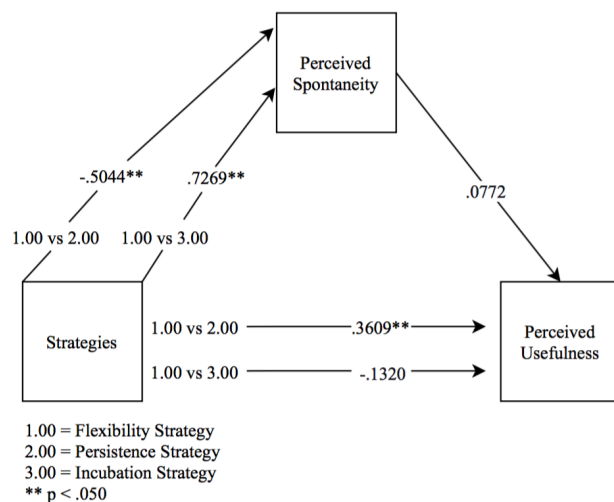 Perceived
Spontaneity
-.5044**
.7269**
.0772
1.00 vs 2.00
1.00 vs 3.00
Strategies
1.00 vs 2.00
.3609**
1.00 vs 3.00
-.1320
Perceived
Usefulness
1.00 = Flexibility Strategy
2.00 = Persistence Strategy
3.00 = Incubation Strategy
** p < .050